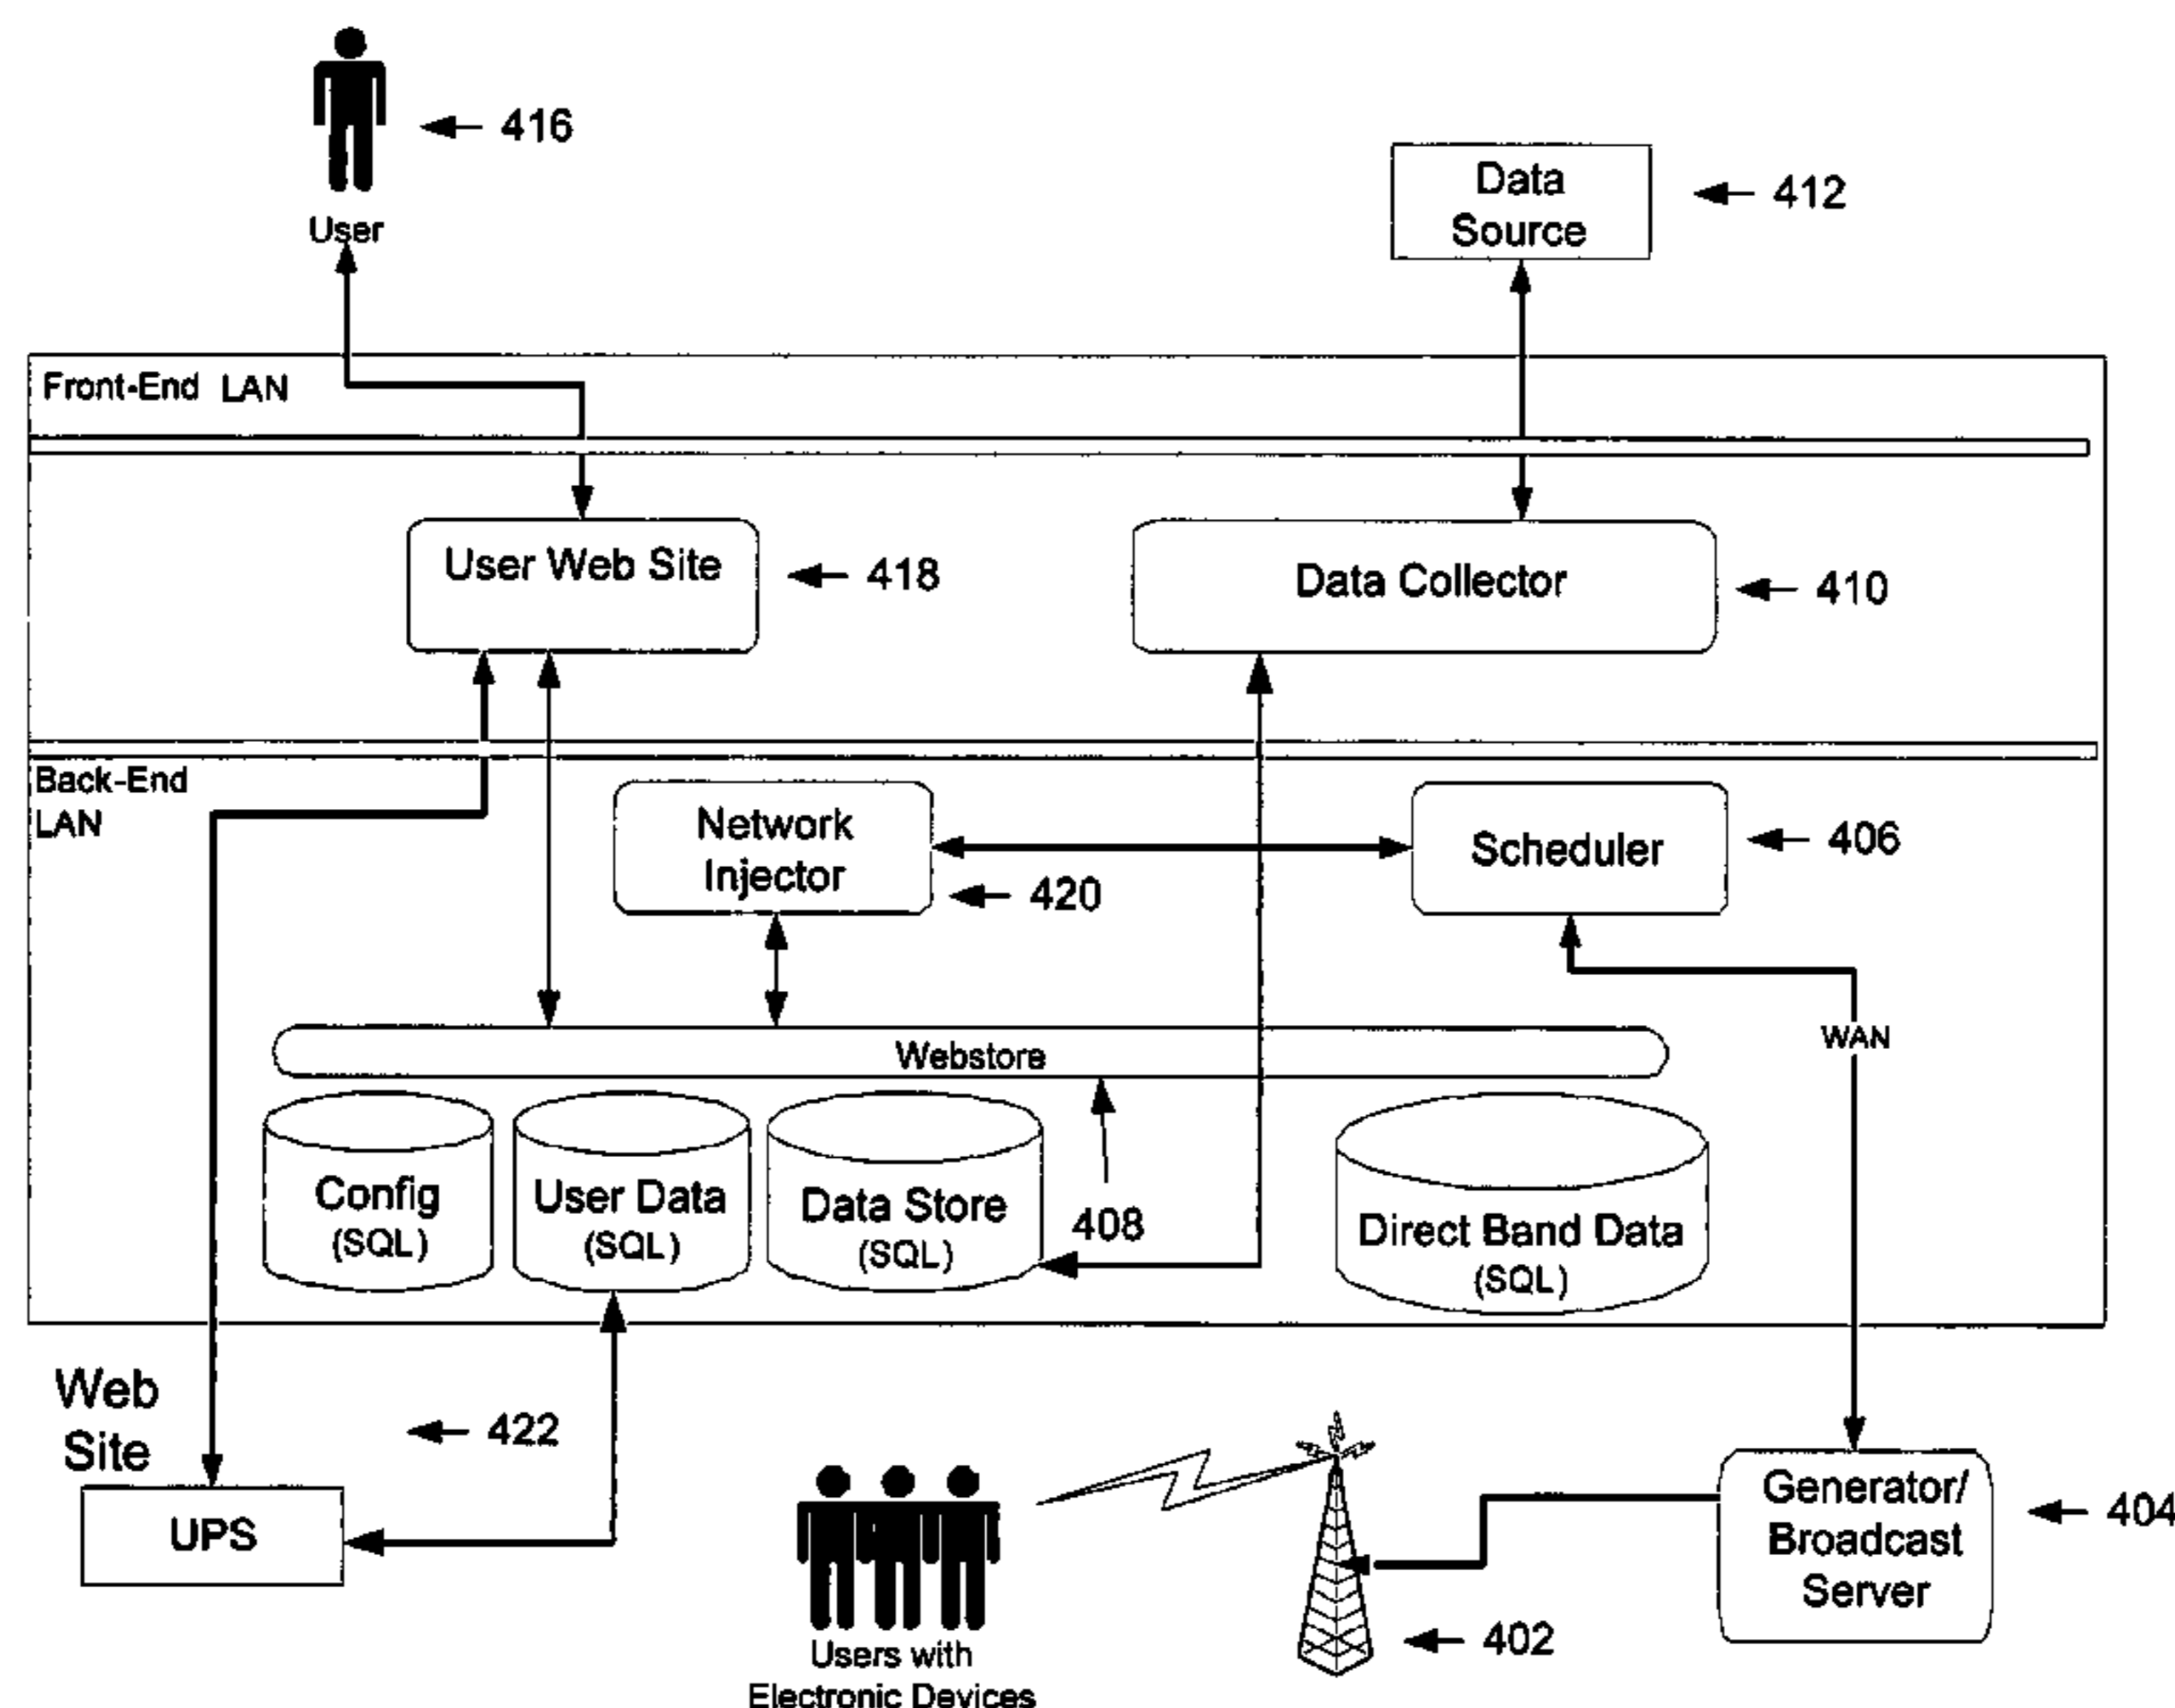 416
User
Data
Source
412
Front-End LAN
User Web Site
418
Data Collector
410
Back-End
LAN
Network
Injector
420
Scheduler
406
WAN
Webstore
Config
(SQL)
User Data
(SQL)
Data Store
(SQL)
408
Direct Band Data
(SQL)
Web
Site
422
UPS
Users with
Electronic Devices
402
Generator/
Broadcast
Server
404